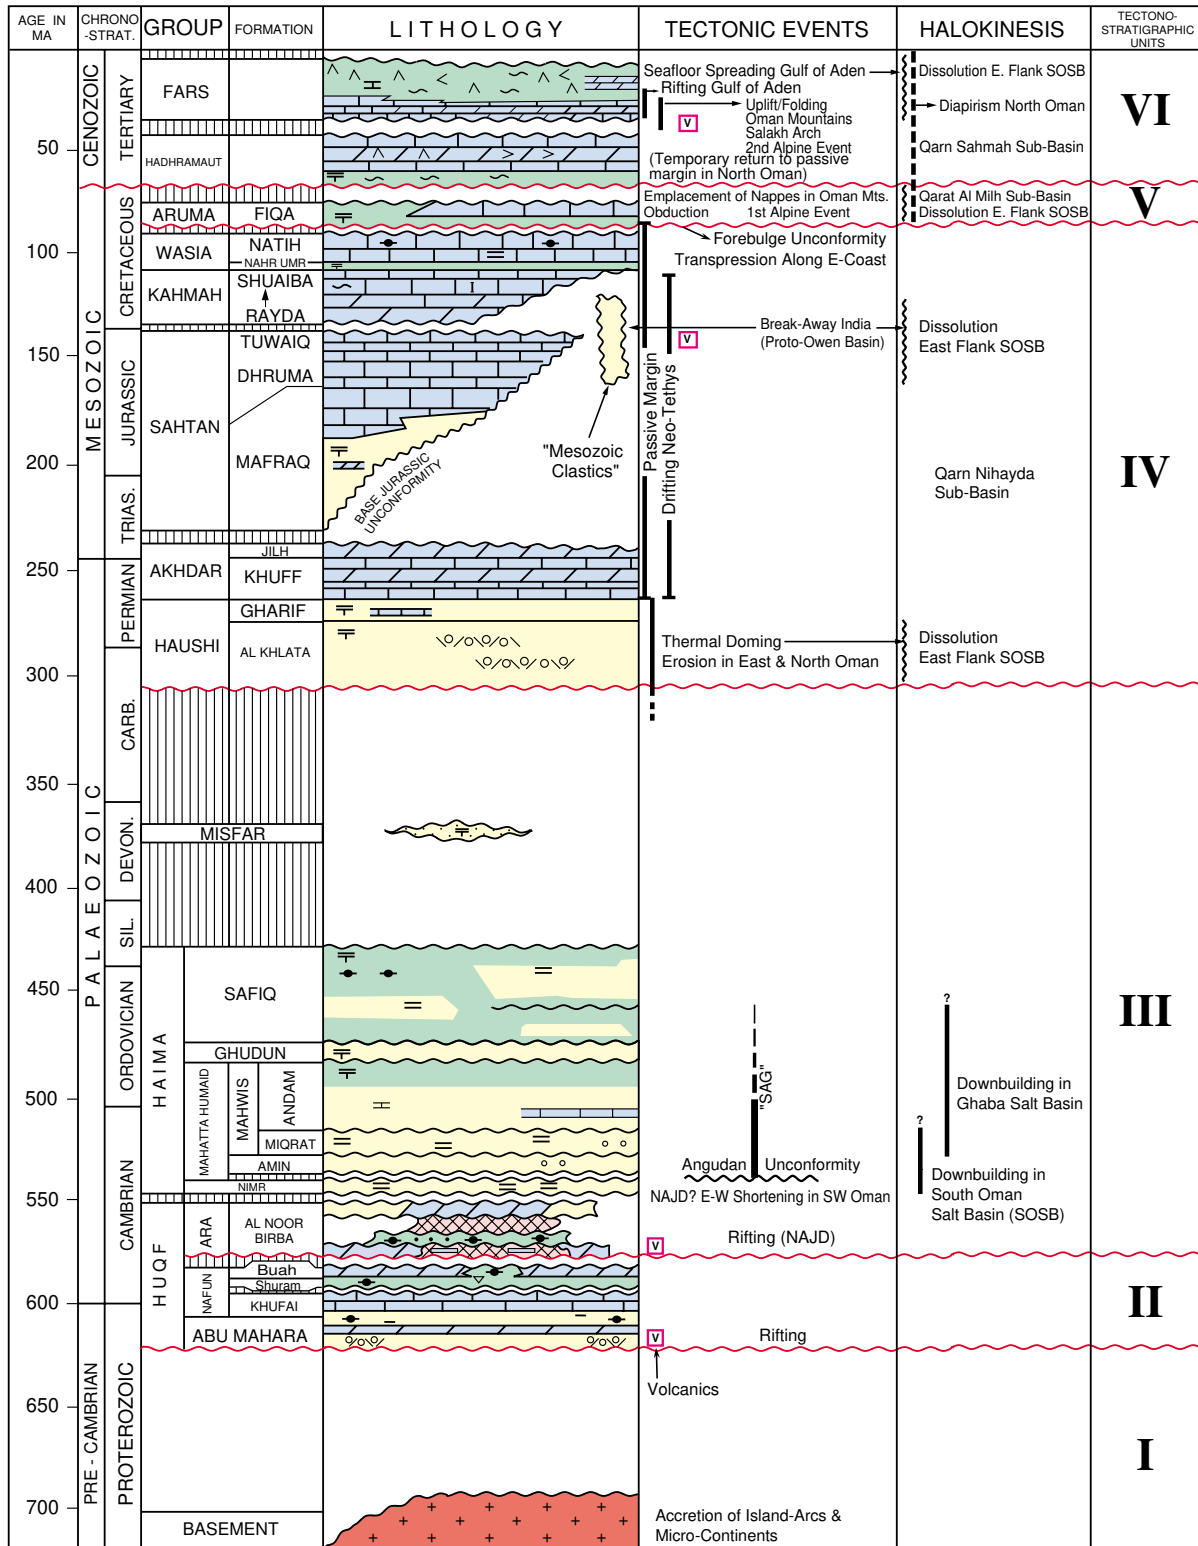 AGE IN
MA
CHRONO
-STRAT.
GROUP
FORMATION
LITHOLOGY
TECTONIC EVENTS
HALOKINESIS
TECTONO-
STRATIGRAPHIC
UNITS
50
100
150
200
250
300
350
400
450
500
550
600
650
700
CENOZOIC
MESOZOIC
PALAEOZOIC
PRE - CAMBRIAN
TERTIARY
CRETACEOUS
JURASSIC
TRIAS.
PERMIAN
CARB.
DEVON.
SIL.
ORDOVICIAN
CAMBRIAN
PROTEROZOIC
FARS
HADHRAMAUT
ARUMA
FIQA
WASIA
NATIH
NAHR UMR
KAHMAH
SHUAIBA
RAYDA
SAHTAN
TUWAIQ
DHRUMA
MAFRAQ
AKHDAR
JILH
KHUFF
HAUSHI
GHARIF
AL KHLATA
MISFAR
HAIMA
SAFIQ
GHUDUN
MAHATTA HUMAID
MAHWIS
ANDAM
MIQRAT
AMIN
NIMR
HUQF
ARA
AL NOOR
BIRBA
NAFUN
Buah
Shuram
KHUFAI
ABU MAHARA
BASEMENT
BASE JURASSIC
UNCONFORMITY
"Mesozoic
Clastics"
I
Seafloor Spreading Gulf of Aden
Rifting Gulf of Aden
Uplift/Folding
Oman Mountains
Salakh Arch
2nd Alpine Event
V
(Temporary return to passive
margin in North Oman)
Emplacement of Nappes in Oman Mts.
Obduction 1st Alpine Event
Forebulge Unconformity
Transpression Along E-Coast
Break-Away India
(Proto-Owen Basin)
V
Passive Margin
Drifting Neo-Tethys
Thermal Doming
Erosion in East & North Oman
"SAG"
Angudan Unconformity
NAJD? E-W Shortening in SW Oman
V
Rifting (NAJD)
V
Rifting
Volcanics
Accretion of Island-Arcs &
Micro-Continents
Dissolution E. Flank SOSB
Diapirism North Oman
Qarn Sahmah Sub-Basin
Qarat Al Milh Sub-Basin
Dissolution E. Flank SOSB
Dissolution
East Flank SOSB
Qarn Nihayda
Sub-Basin
Dissolution
East Flank SOSB
?
Downbuilding in
Ghaba Salt Basin
?
Downbuilding in
South Oman
Salt Basin (SOSB)
VI
V
IV
III
II
I